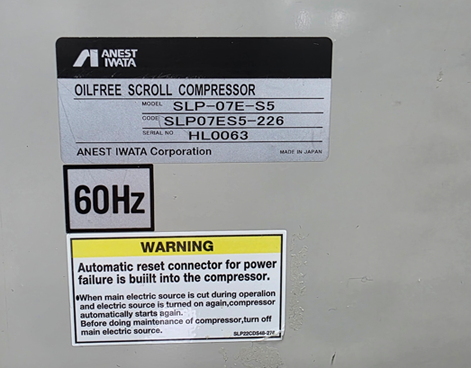 ANEST
IWATA
OILFREE SCROLL COMPRESSOR
MODEL SLP-07E-S5
CODE SLP07ES5-226
SERIAL NO. HL0063
ANEST IWATA Corporation MADE IN JAPAN
60Hz
WARNING
Automatic reset connector for power
failure is buiilt into the compressor.
●When main electric source is cut during operation
and electric source is turned on again,compressor
automatically starts again.
Before doing maintenance of compressor,turn off
main electric source.